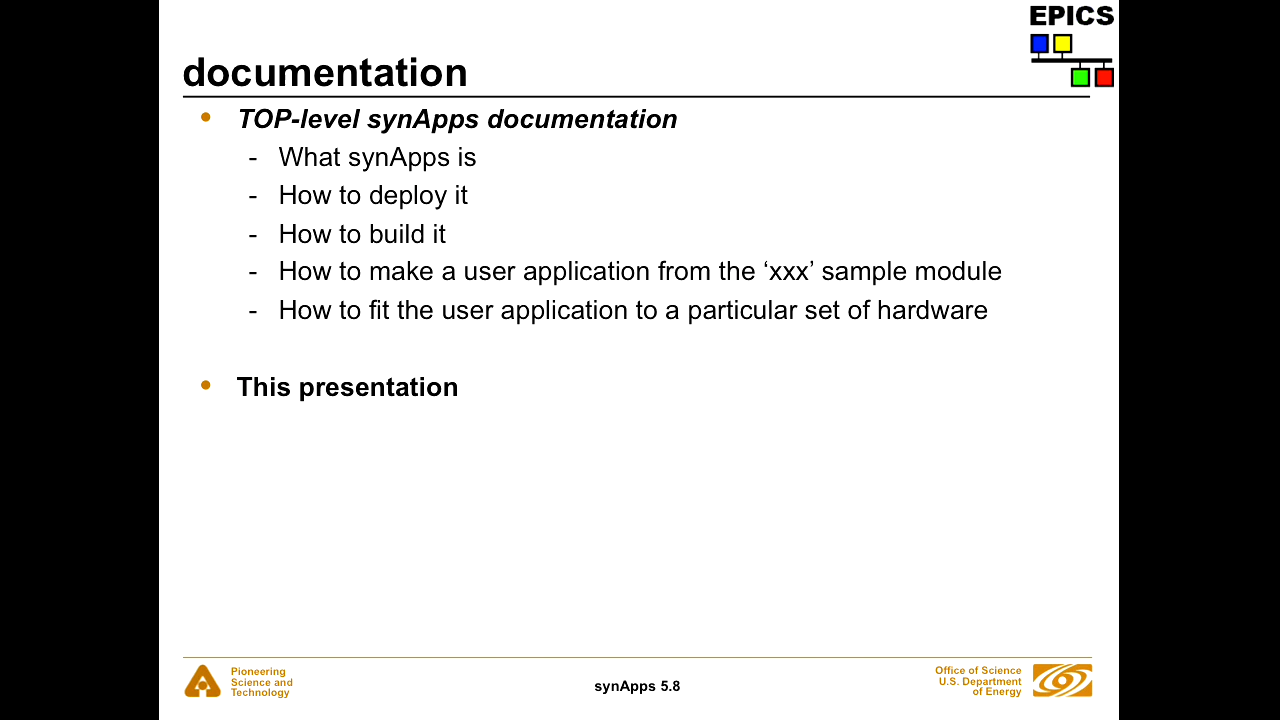 EPICS
documentation
• TOP-level synApps documentation
- What synApps is
- How to deploy it
- How to build it
- How to make a user application from the ‘xxx’ sample module
- How to fit the user application to a particular set of hardware
• This presentation
Pioneering
Science and
Technology
synApps 5.8
Office of Science
U.S. Department
of Energy